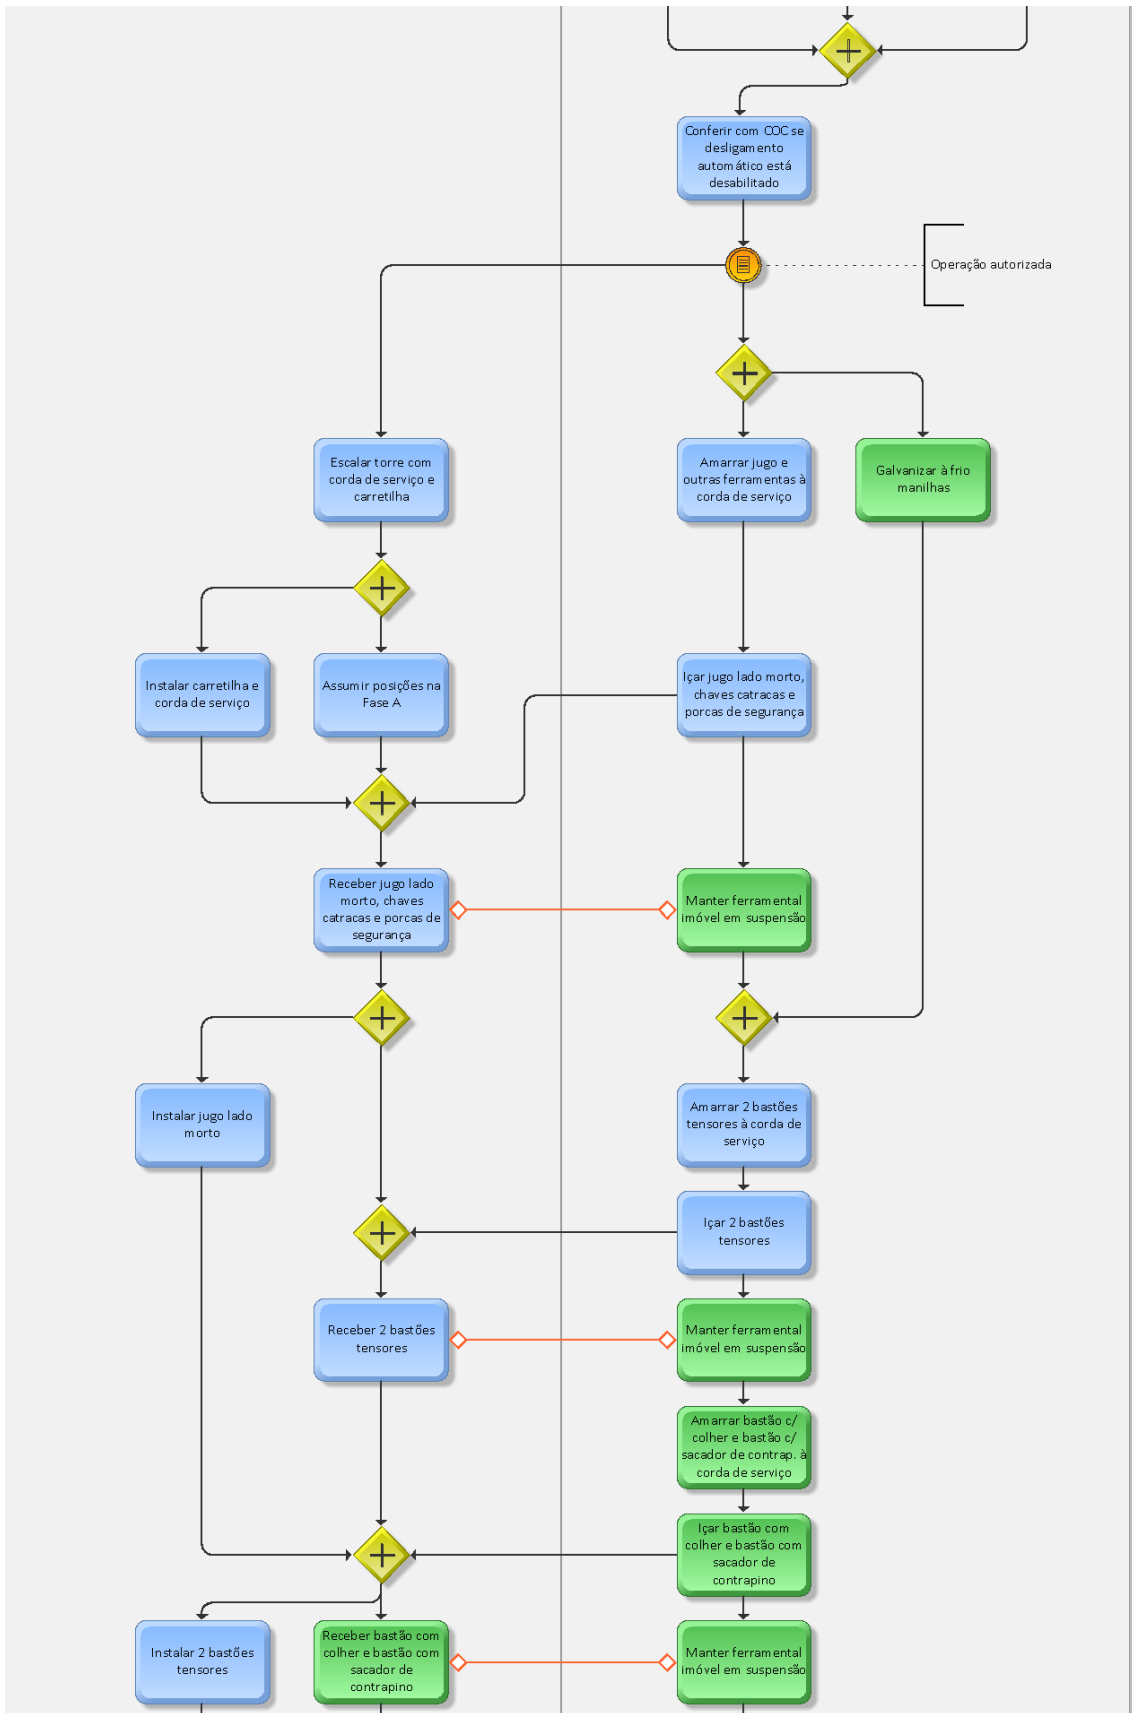 Conferir com COC se
desligamento
automático está
desabilitado
Operação autorizada
Escalar torre com
corda de serviço e
carretilha
Amarrar jugo e
outras ferramentas à
corda de serviço
Galvanizar à frio
manilhas
Instalar carretilha e
corda de serviço
Assumir posições na
Fase A
Içar jugo lado morto,
chaves catracas e
porcas de segurança
Receber jugo lado
morto, chaves
catracas e porcas de
segurança
Manter ferramental
imóvel em suspensão
Instalar jugo lado
morto
Amarrar 2 bastões
tensores à corda de
serviço
Içar 2 bastões
tensores
Receber 2 bastões
tensores
Manter ferramental
imóvel em suspensão
Amarrar bastão c/
colher e bastão c/
sacador de contrap. à
corda de serviço
Içar bastão com
colher e bastão com
sacador de
contrapino
Instalar 2 bastões
tensores
Receber bastão com
colher e bastão com
sacador de
contrapino
Manter ferramental
imóvel em suspensão